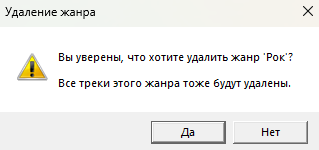 Удаление жанра
Вы уверены, что хотите удалить жанр 'Рок'?
Все треки этого жанра тоже будут удалены.
Да
Нет